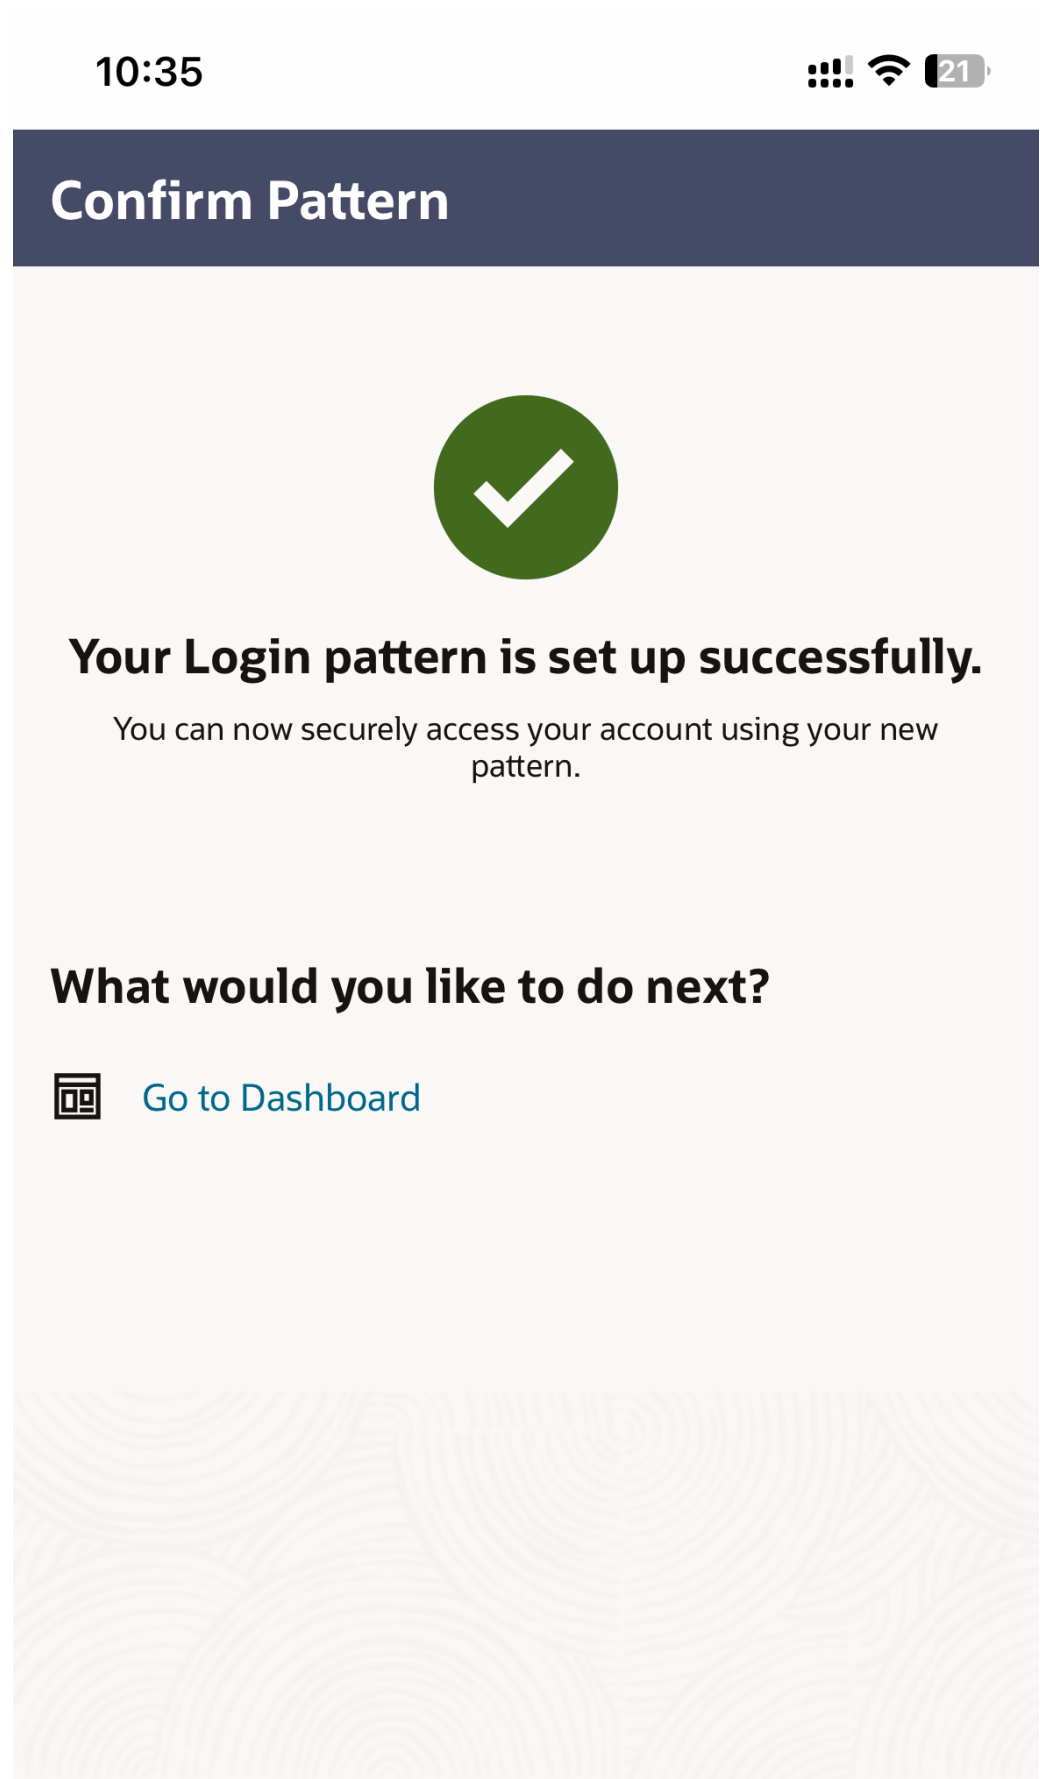 10:35
21
Confirm Pattern
Your Login pattern is set up successfully.
You can now securely access your account using your new
pattern.
What would you like to do next?
Go to Dashboard